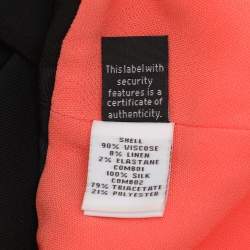 This label with
security
features is a
certificate of
authenticity.
SHELL
90% VISCOSE
8% LINEN
2% ELASTANE
COMBO1
100% SILK
COMBO2
79% TRIACETATE
21% POLYESTER